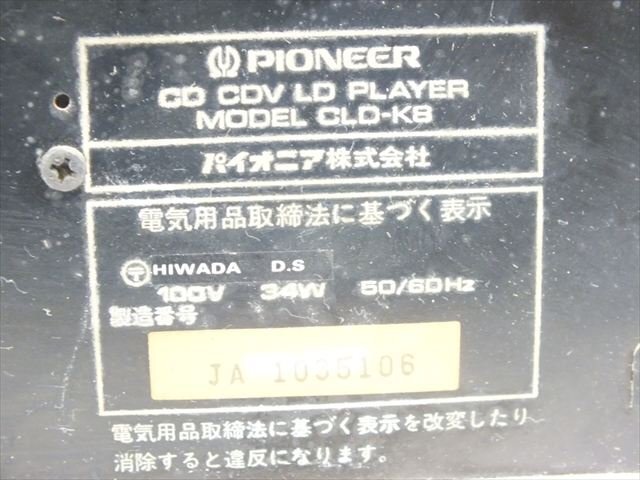 PIONEER
CD CDV LD PLAYER
MODEL CLD-K8
パイオニア株式会社
電気用品取締法に基づく表示
〒 HIWADA D.S
100V 34W 50/60Hz
製造番号
JA 1035106
電気用品取締法に基づく表示を改変したり
消除すると違反になります。